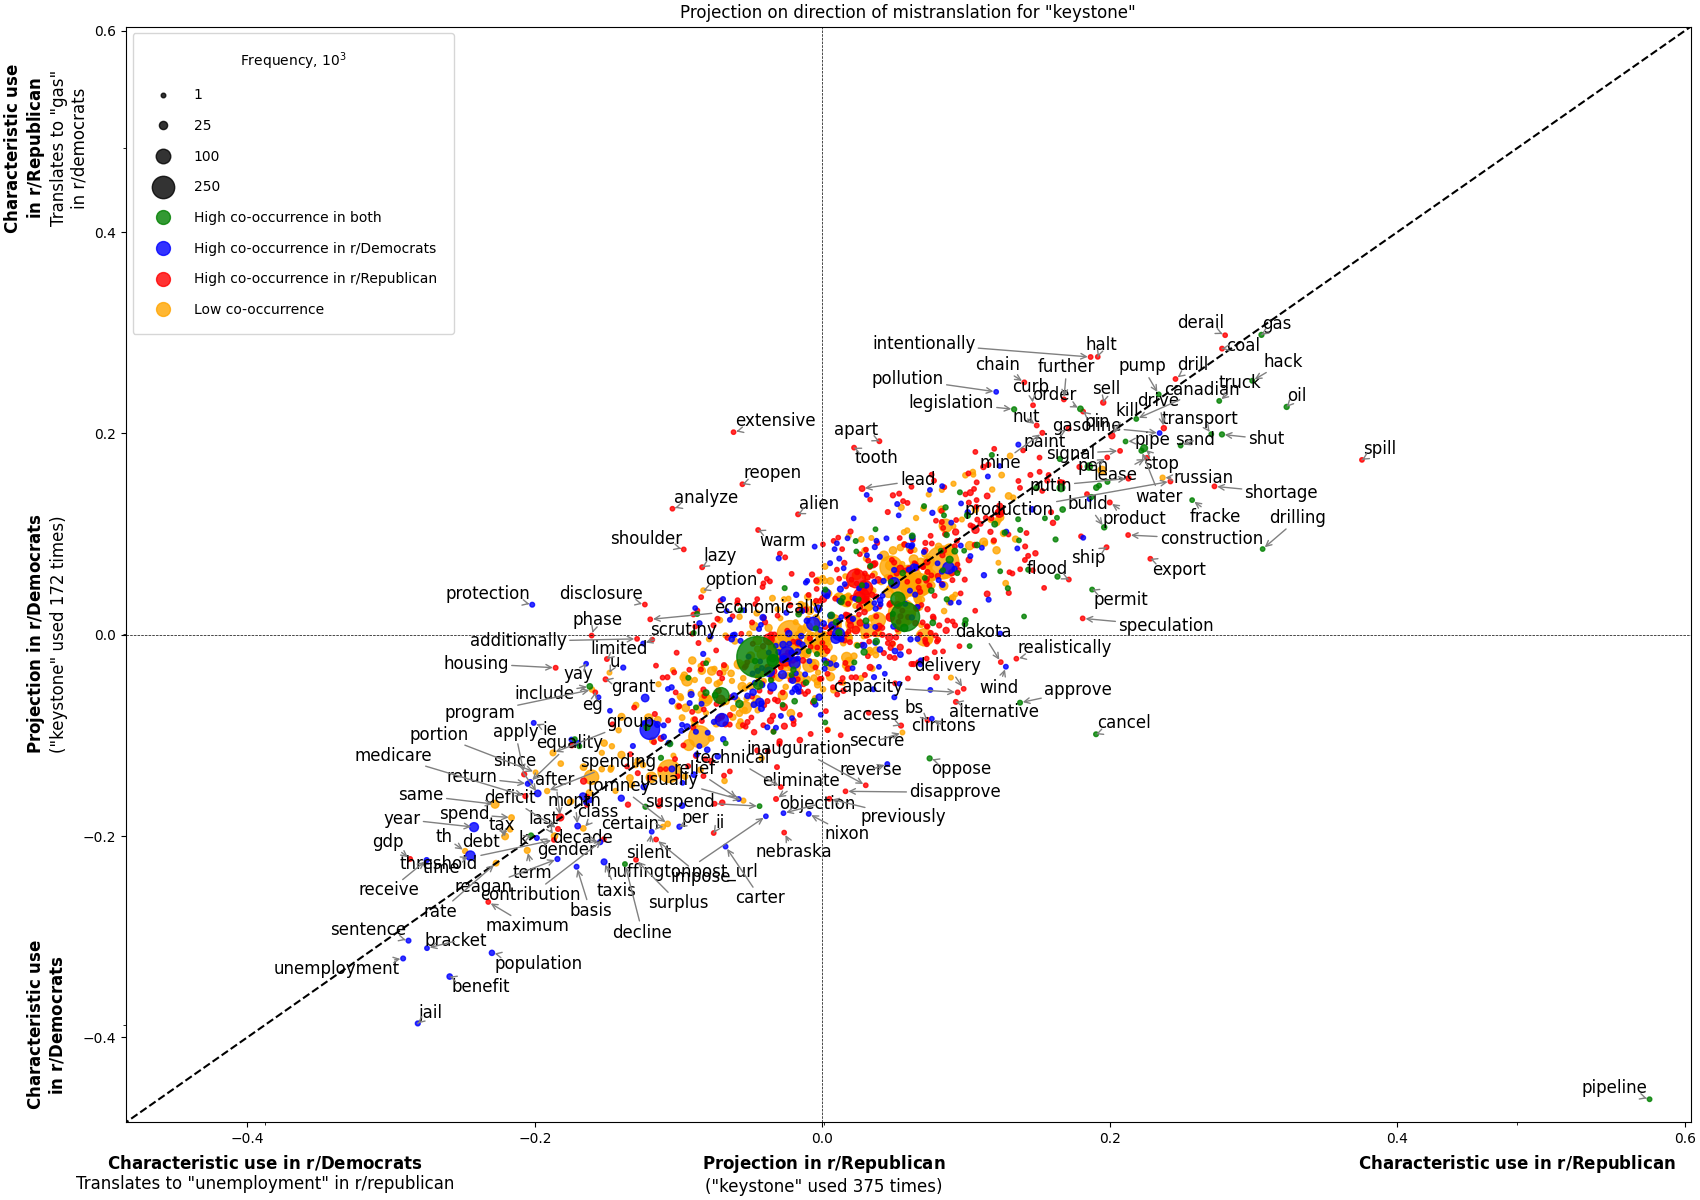 Projection on direction of mistranslation for "keystone"
Frequency, 10³
1
25
100
250
High co-occurrence in both
High co-occurrence in r/Democrats
High co-occurrence in r/Republican
Low co-occurrence
Characteristic use
in r/Republican
Translates to "gas"
in r/democrats
Projection in r/Democrats
("keystone" used 172 times)
Characteristic use
in r/Democrats
0.6
0.4
0.2
0.0
−0.2
−0.4
derail
gas
intentionally
halt
coal
chain
further
pump
drill
hack
pollution
curb
order
sell
canadian
truck
oil
legislation
kill
drive
extensive
nut
gasoline
pin
transport
apart
paint
pipe
sand
shut
tooth
signal
spill
reopen
mine
pen
stop
lead
lease
russian
analyze
putin
water
shortage
alien
production
build
product
fracke
drilling
shoulder
warm
construction
lazy
ship
option
flood
export
protection
disclosure
economically
permit
phase
scrutiny
speculation
additionally
dakota
limited
realistically
housing
yay
u
delivery
include
grant
capacity
wind
approve
program
eg
access
bs
alternative
portion
apply
ie
group
clintons
cancel
medicare
equality
secure
since
spending
technical
inauguration
return
after
relief
reverse
oppose
same
deficit
romney
usually
eliminate
disapprove
month
suspend
objection
year
spend
last
class
previously
tax
certain
per
ii
nixon
gdp
th
debt
k
decade
nebraska
threshold
time
gender
silent
receive
reagan
term
huffingtonpost_url
impose
rate
contribution
taxis
surplus
carter
basis
sentence
maximum
decline
bracket
unemployment
population
benefit
jail
pipeline
−0.4
−0.2
0.0
0.2
0.4
0.6
Characteristic use in r/Democrats
Translates to "unemployment" in r/republican
Projection in r/Republican
("keystone" used 375 times)
Characteristic use in r/Republican